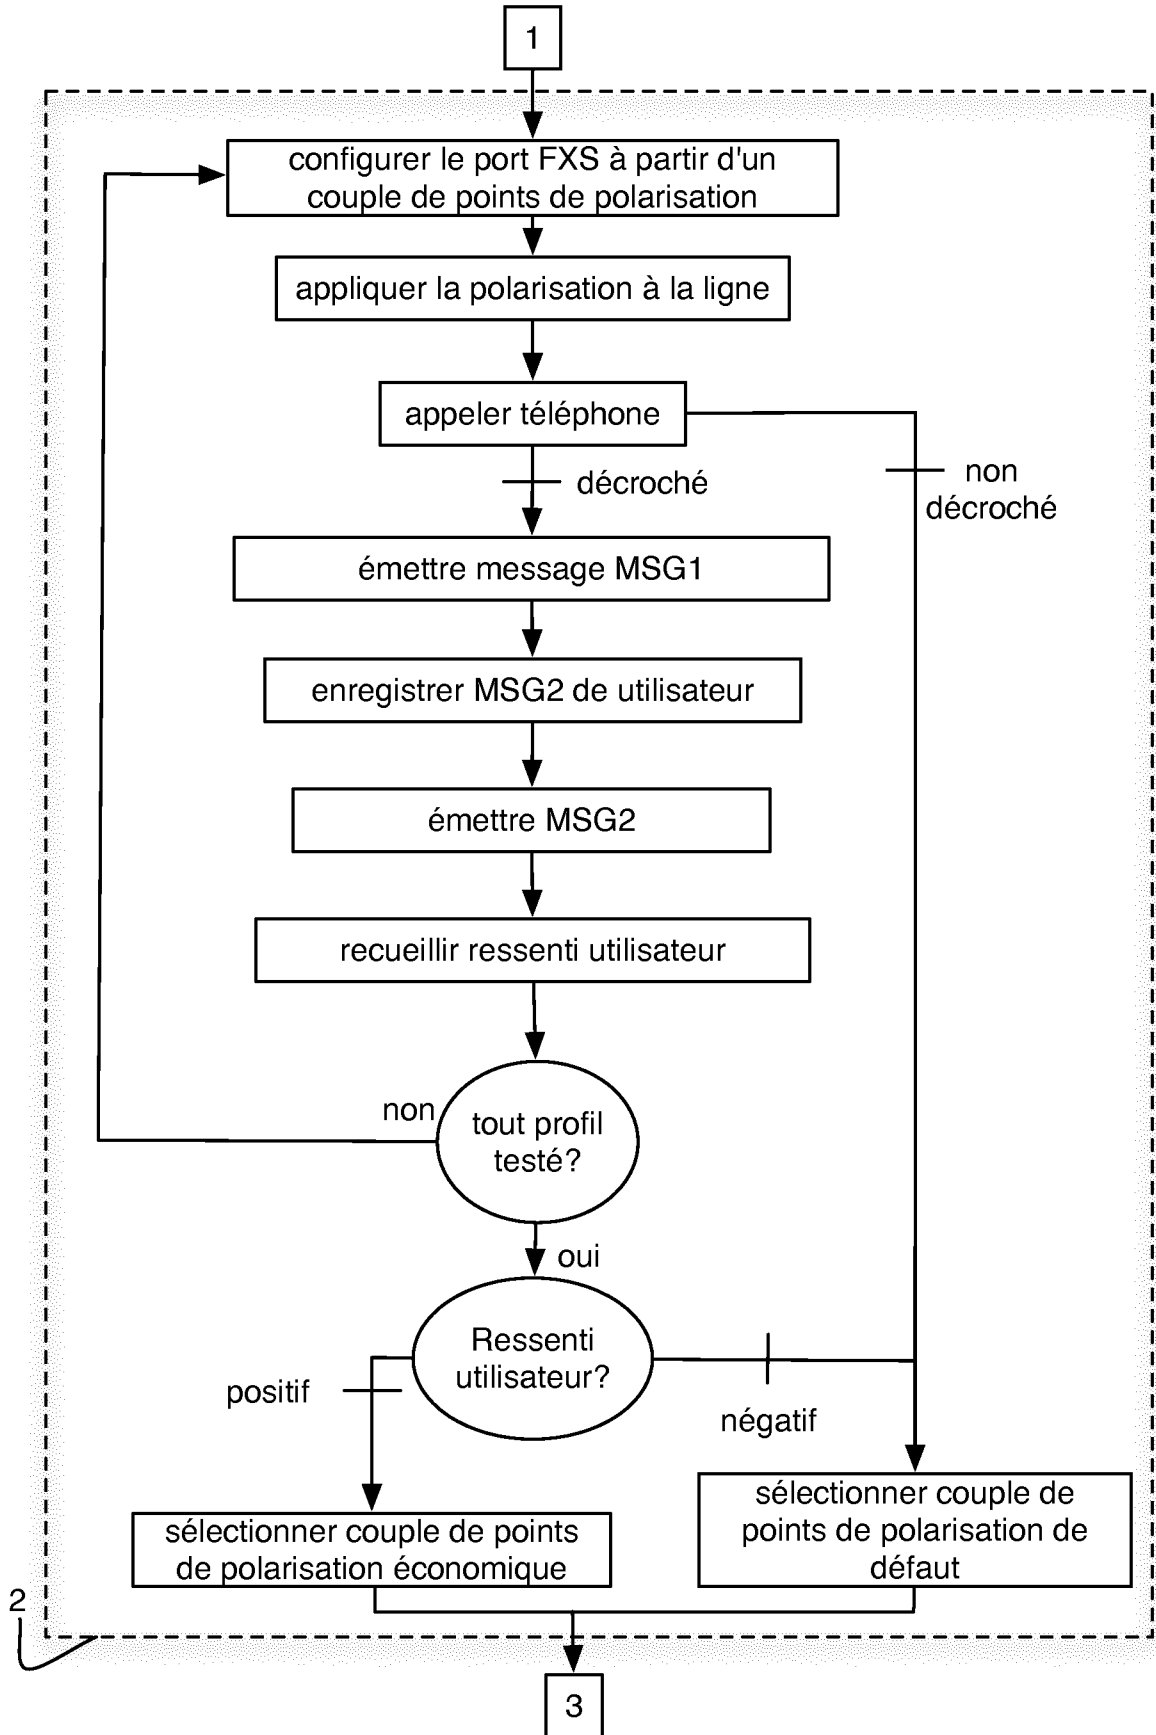 1
configurer le port FXS à partir d'un
couple de points de polarisation
appliquer la polarisation à la ligne
appeler téléphone
décroché
non
décroché
émettre message MSG1
enregistrer MSG2 de utilisateur
émettre MSG2
recueillir ressenti utilisateur
non
tout profil
testé?
oui
Ressenti
utilisateur?
positif
négatif
sélectionner couple de points
de polarisation économique
sélectionner couple de
points de polarisation de
défaut
2
3